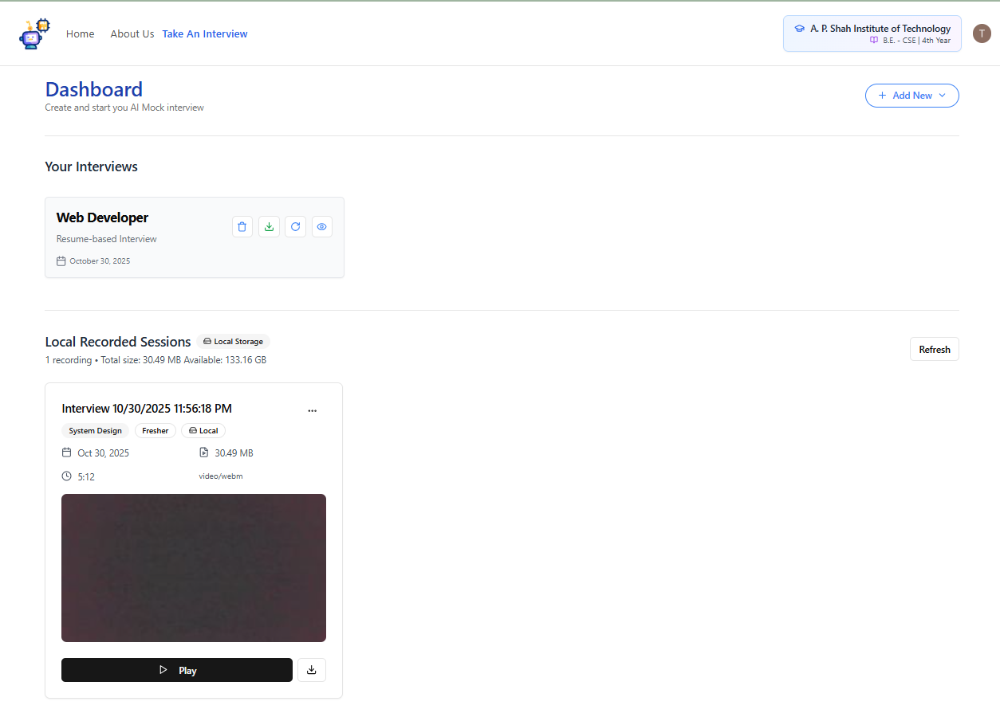 Home About Us Take An Interview
A. P. Shah Institute of Technology
B.E. - CSE | 4th Year
T
Dashboard
Create and start you AI Mock interview
Add New
Your Interviews
Web Developer
Resume-based Interview
October 30, 2025
Local Recorded Sessions Local Storage
1 recording • Total size: 30.49 MB Available: 133.16 GB
Refresh
Interview 10/30/2025 11:56:18 PM
System Design Fresher Local
Oct 30, 2025 30.49 MB
5:12 video/webm
Play